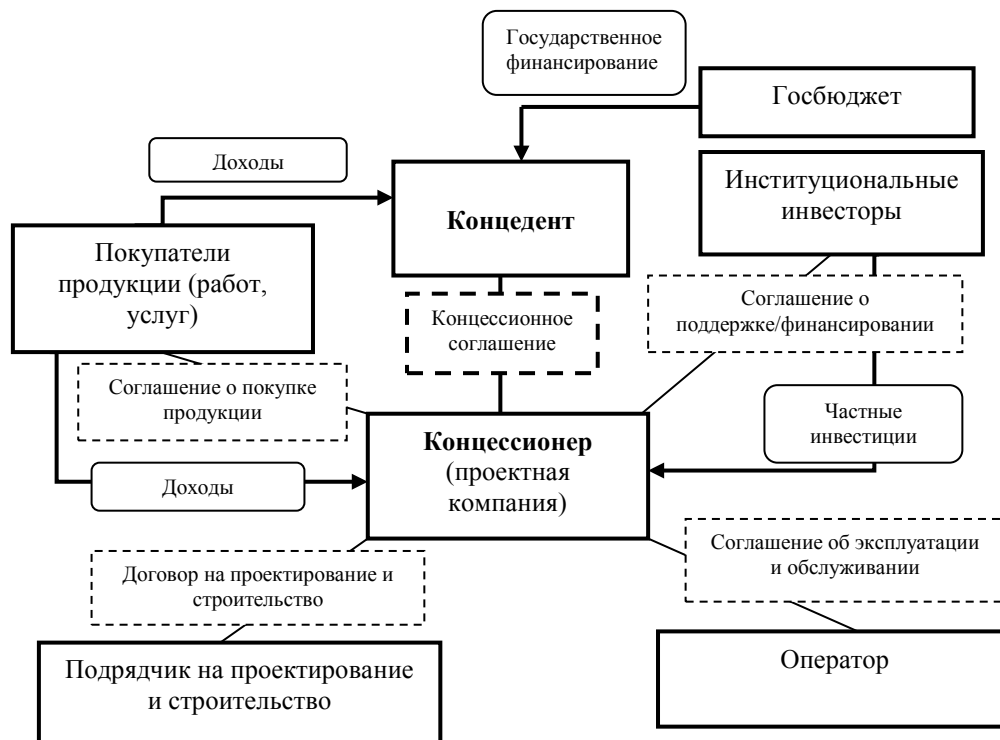 Государственное
финансирование
Госбюджет
Доходы
Концедент
Институциональные
инвесторы
Покупатели
продукции (работ,
услуг)
Концессионное
соглашение
Соглашение о
поддержке/финансировании
Соглашение о покупке
продукции
Частные
инвестиции
Концессионер
(проектная
компания)
Доходы
Договор на проектирование и
строительство
Соглашение об эксплуатации
и обслуживании
Подрядчик на проектирование
и строительство
Оператор